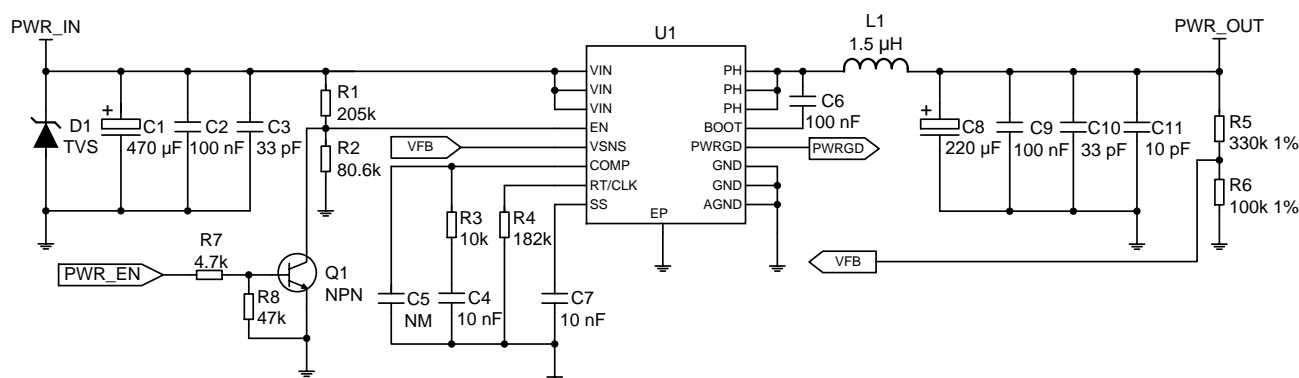 PWR_IN
U1
L1
1.5 µH
PWR_OUT
VIN
VIN
VIN
EN
VSNS
COMP
RT/CLK
SS
EP
PH
PH
PH
BOOT
PWRGD
GND
GND
AGND
D1
TVS
+
C1
470 µF
C2
100 nF
C3
33 pF
R1
205k
R2
80.6k
VFB
C6
100 nF
PWRGD
+
C8
220 µF
C9
100 nF
C10
33 pF
C11
10 pF
R5
330k 1%
R6
100k 1%
R3
10k
R4
182k
VFB
R7
4.7k
PWR_EN
R8
47k
Q1
NPN
C5
NM
C4
10 nF
C7
10 nF